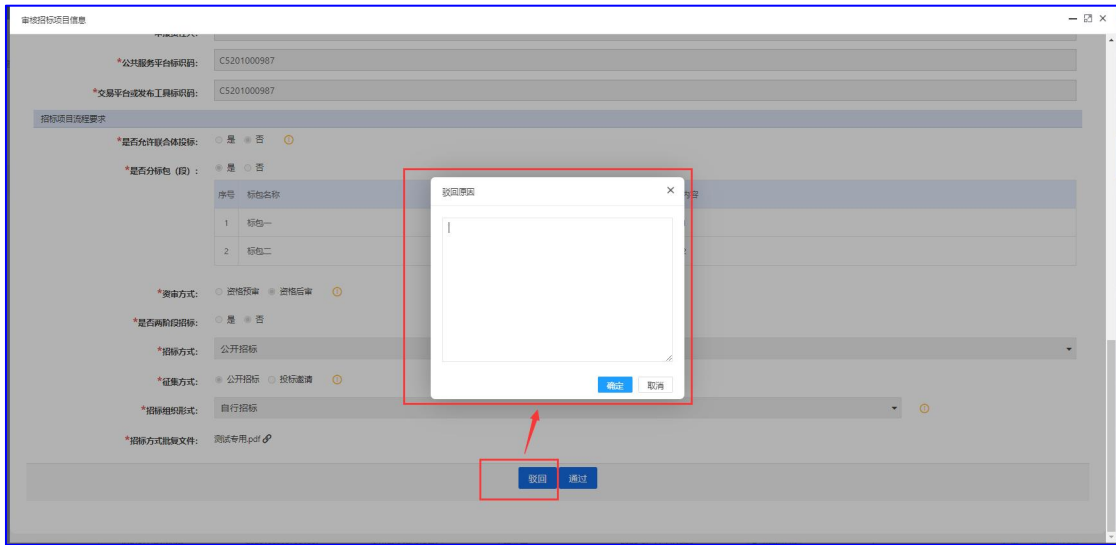 审核招标项目信息
*公共服务平台标识码: C5201000987
*交易平台或发布工具标识码: C5201000987
招标项目流程要求
*是否允许联合体投标: 是 否
*是否分标包（段）: 是 否
序号 标包名称
1 标包一
2 标包二
驳回原因
确定 取消
*资审方式: 资格预审 资格后审
*是否两阶段招标: 是 否
*招标方式: 公开招标
*征集方式: 公开招标 投标邀请
*招标组织形式: 自行招标
*招标方式批复文件: 测试专用.pdf
驳回 通过